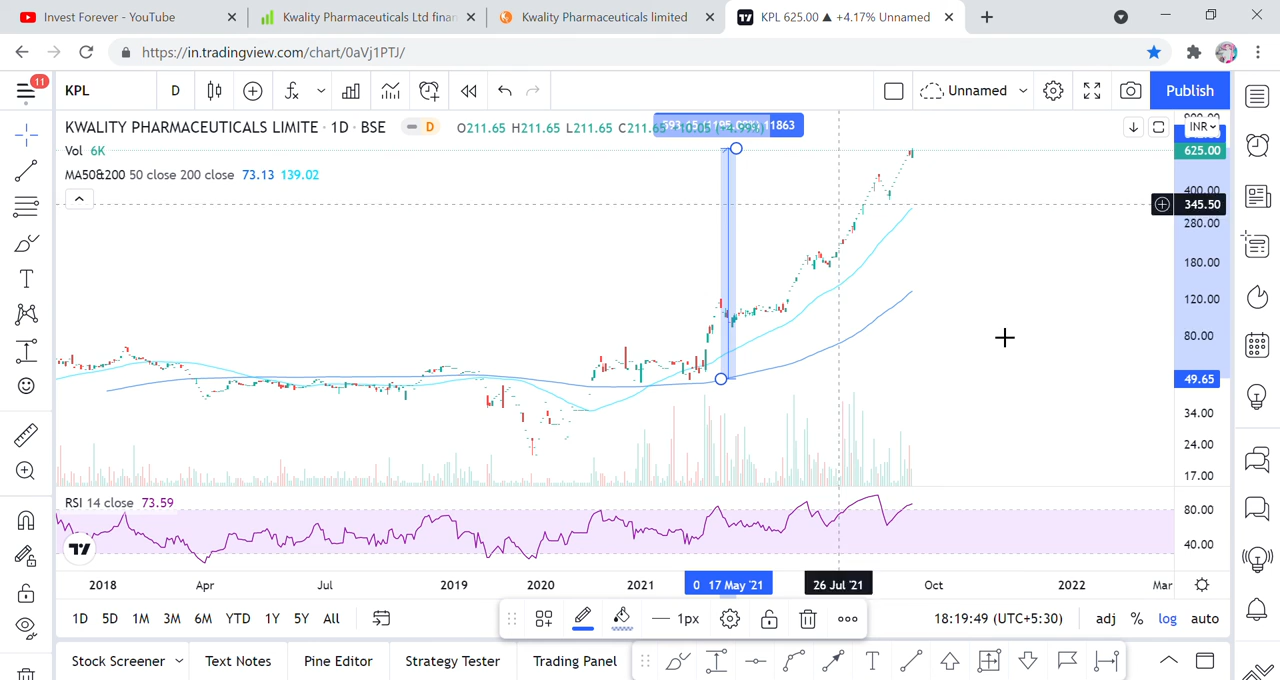 Invest Forever - YouTube
Kwality Pharmaceuticals Ltd finan
Kwality Pharmaceuticals limited
KPL 625.00 ▲ +4.17% Unnamed
https://in.tradingview.com/chart/0aVj1PTJ/
11
KPL
D
Unnamed
Publish
KWALITY PHARMACEUTICALS LIMITE · 1D · BSE
D
O211.65 H211.65 L211.65 C211.65
11863
INR
Vol 6K
625.00
MA50&200 50 close 200 close 73.13 139.02
400.00
345.50
280.00
180.00
120.00
80.00
49.65
34.00
24.00
17.00
RSI 14 close 73.59
80.00
40.00
2018 Apr Jul 2019 2020 2021 0 17 May '21 26 Jul '21 Oct 2022 Mar
1D 5D 1M 3M 6M YTD 1Y 5Y All
1px
18:19:49 (UTC+5:30)
adj % log auto
Stock Screener
Text Notes
Pine Editor
Strategy Tester
Trading Panel